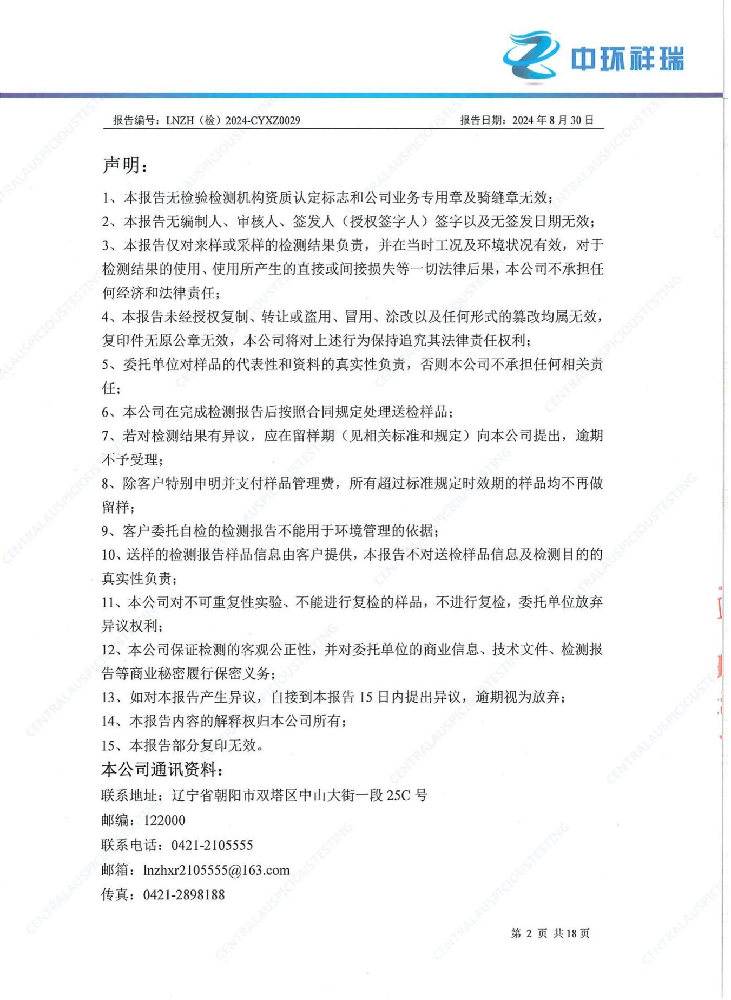 中环祥瑞
报告编号：LNZH（检）2024-CYXZ0029 报告日期：2024 年 8 月 30 日
声明：
1、本报告无检验检测机构资质认定标志和公司业务专用章及骑缝章无效；
2、本报告无编制人、审核人、签发人（授权签字人）签字以及无签发日期无效；
3、本报告仅对来样或采样的检测结果负责，并在当时工况及环境状况有效，对于
检测结果的使用、使用所产生的直接或间接损失等一切法律后果，本公司不承担任
何经济和法律责任；
4、本报告未经授权复制、转让或盗用、冒用、涂改以及任何形式的篡改均属无效，
复印件无原公章无效，本公司将对上述行为保持追究其法律责任权利；
5、委托单位对样品的代表性和资料的真实性负责，否则本公司不承担任何相关责
任；
6、本公司在完成检测报告后按照合同规定处理送检样品；
7、若对检测结果有异议，应在留样期（见相关标准和规定）向本公司提出，逾期
不予受理；
8、除客户特别申明并支付样品管理费，所有超过标准规定时效期的样品均不再做
留样；
9、客户委托自检的检测报告不能用于环境管理的依据；
10、送样的检测报告样品信息由客户提供，本报告不对送检样品信息及检测目的的
真实性负责；
11、本公司对不可重复性实验、不能进行复检的样品，不进行复检，委托单位放弃
异议权利；
12、本公司保证检测的客观公正性，并对委托单位的商业信息、技术文件、检测报
告等商业秘密履行保密义务；
13、如对本报告产生异议，自接到本报告 15 日内提出异议，逾期视为放弃；
14、本报告内容的解释权归本公司所有；
15、本报告部分复印无效。
本公司通讯资料：
联系地址：辽宁省朝阳市双塔区中山大街一段 25C 号
邮编：122000
联系电话：0421-2105555
邮箱：lnzhxr2105555@163.com
传真：0421-2898188
第 2 页 共 18 页
CENTRALAUSPICIOUSTESTING